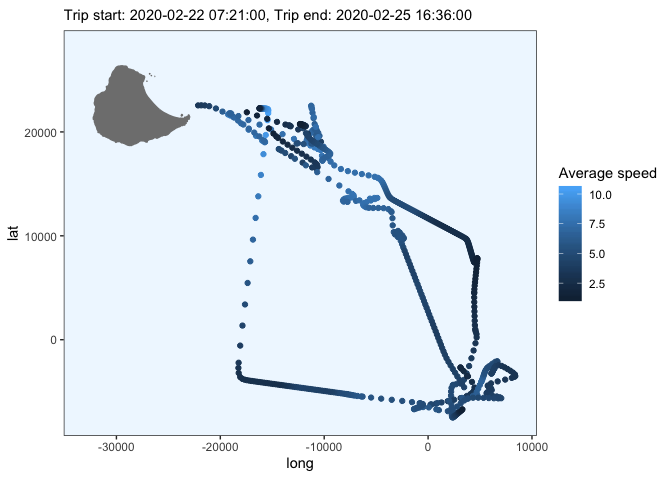 Trip start: 2020-02-22 07:21:00, Trip end: 2020-02-25 16:36:00
20000
10000
0
lat
-30000 -20000 -10000 0 10000
long
Average speed
10.0
7.5
5.0
2.5